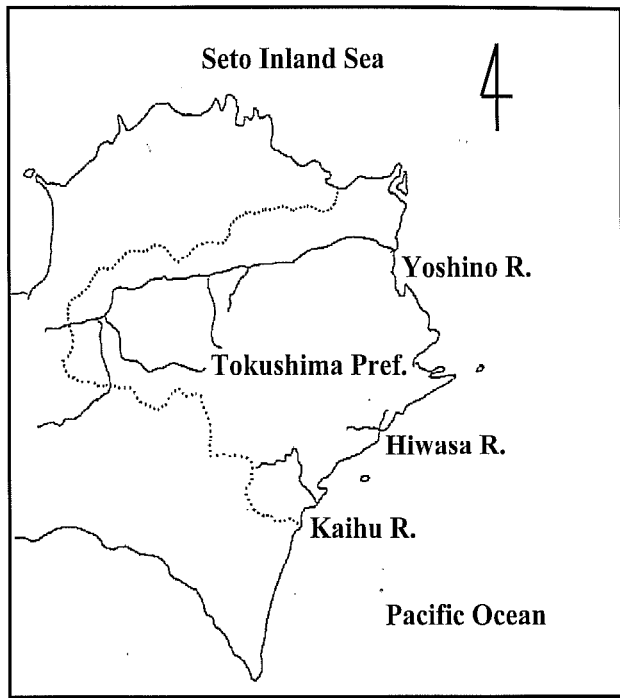 Seto Inland Sea
Yoshino R.
Tokushima Pref.
Hiwasa R.
Kaihu R.
Pacific Ocean